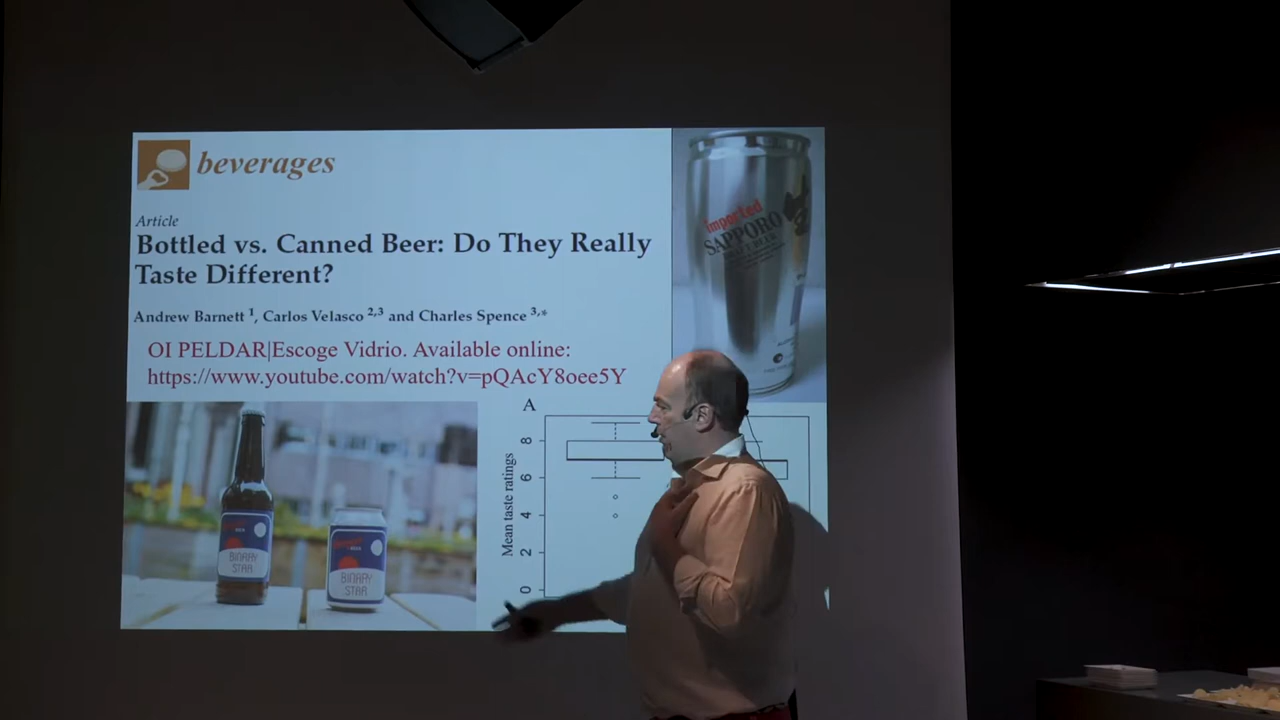 beverages
Article
Bottled vs. Canned Beer: Do They Really
Taste Different?
Andrew Barnett 1, Carlos Velasco 2,3 and Charles Spence 3,*
OI PELDAR|Escoge Vidrio. Available online:
https://www.youtube.com/watch?v=pQAcY8oee5Y
imported
SAPPORO
BINARY
STAR
BINARY
STAR
A
Mean taste ratings
8
6
4
2
0